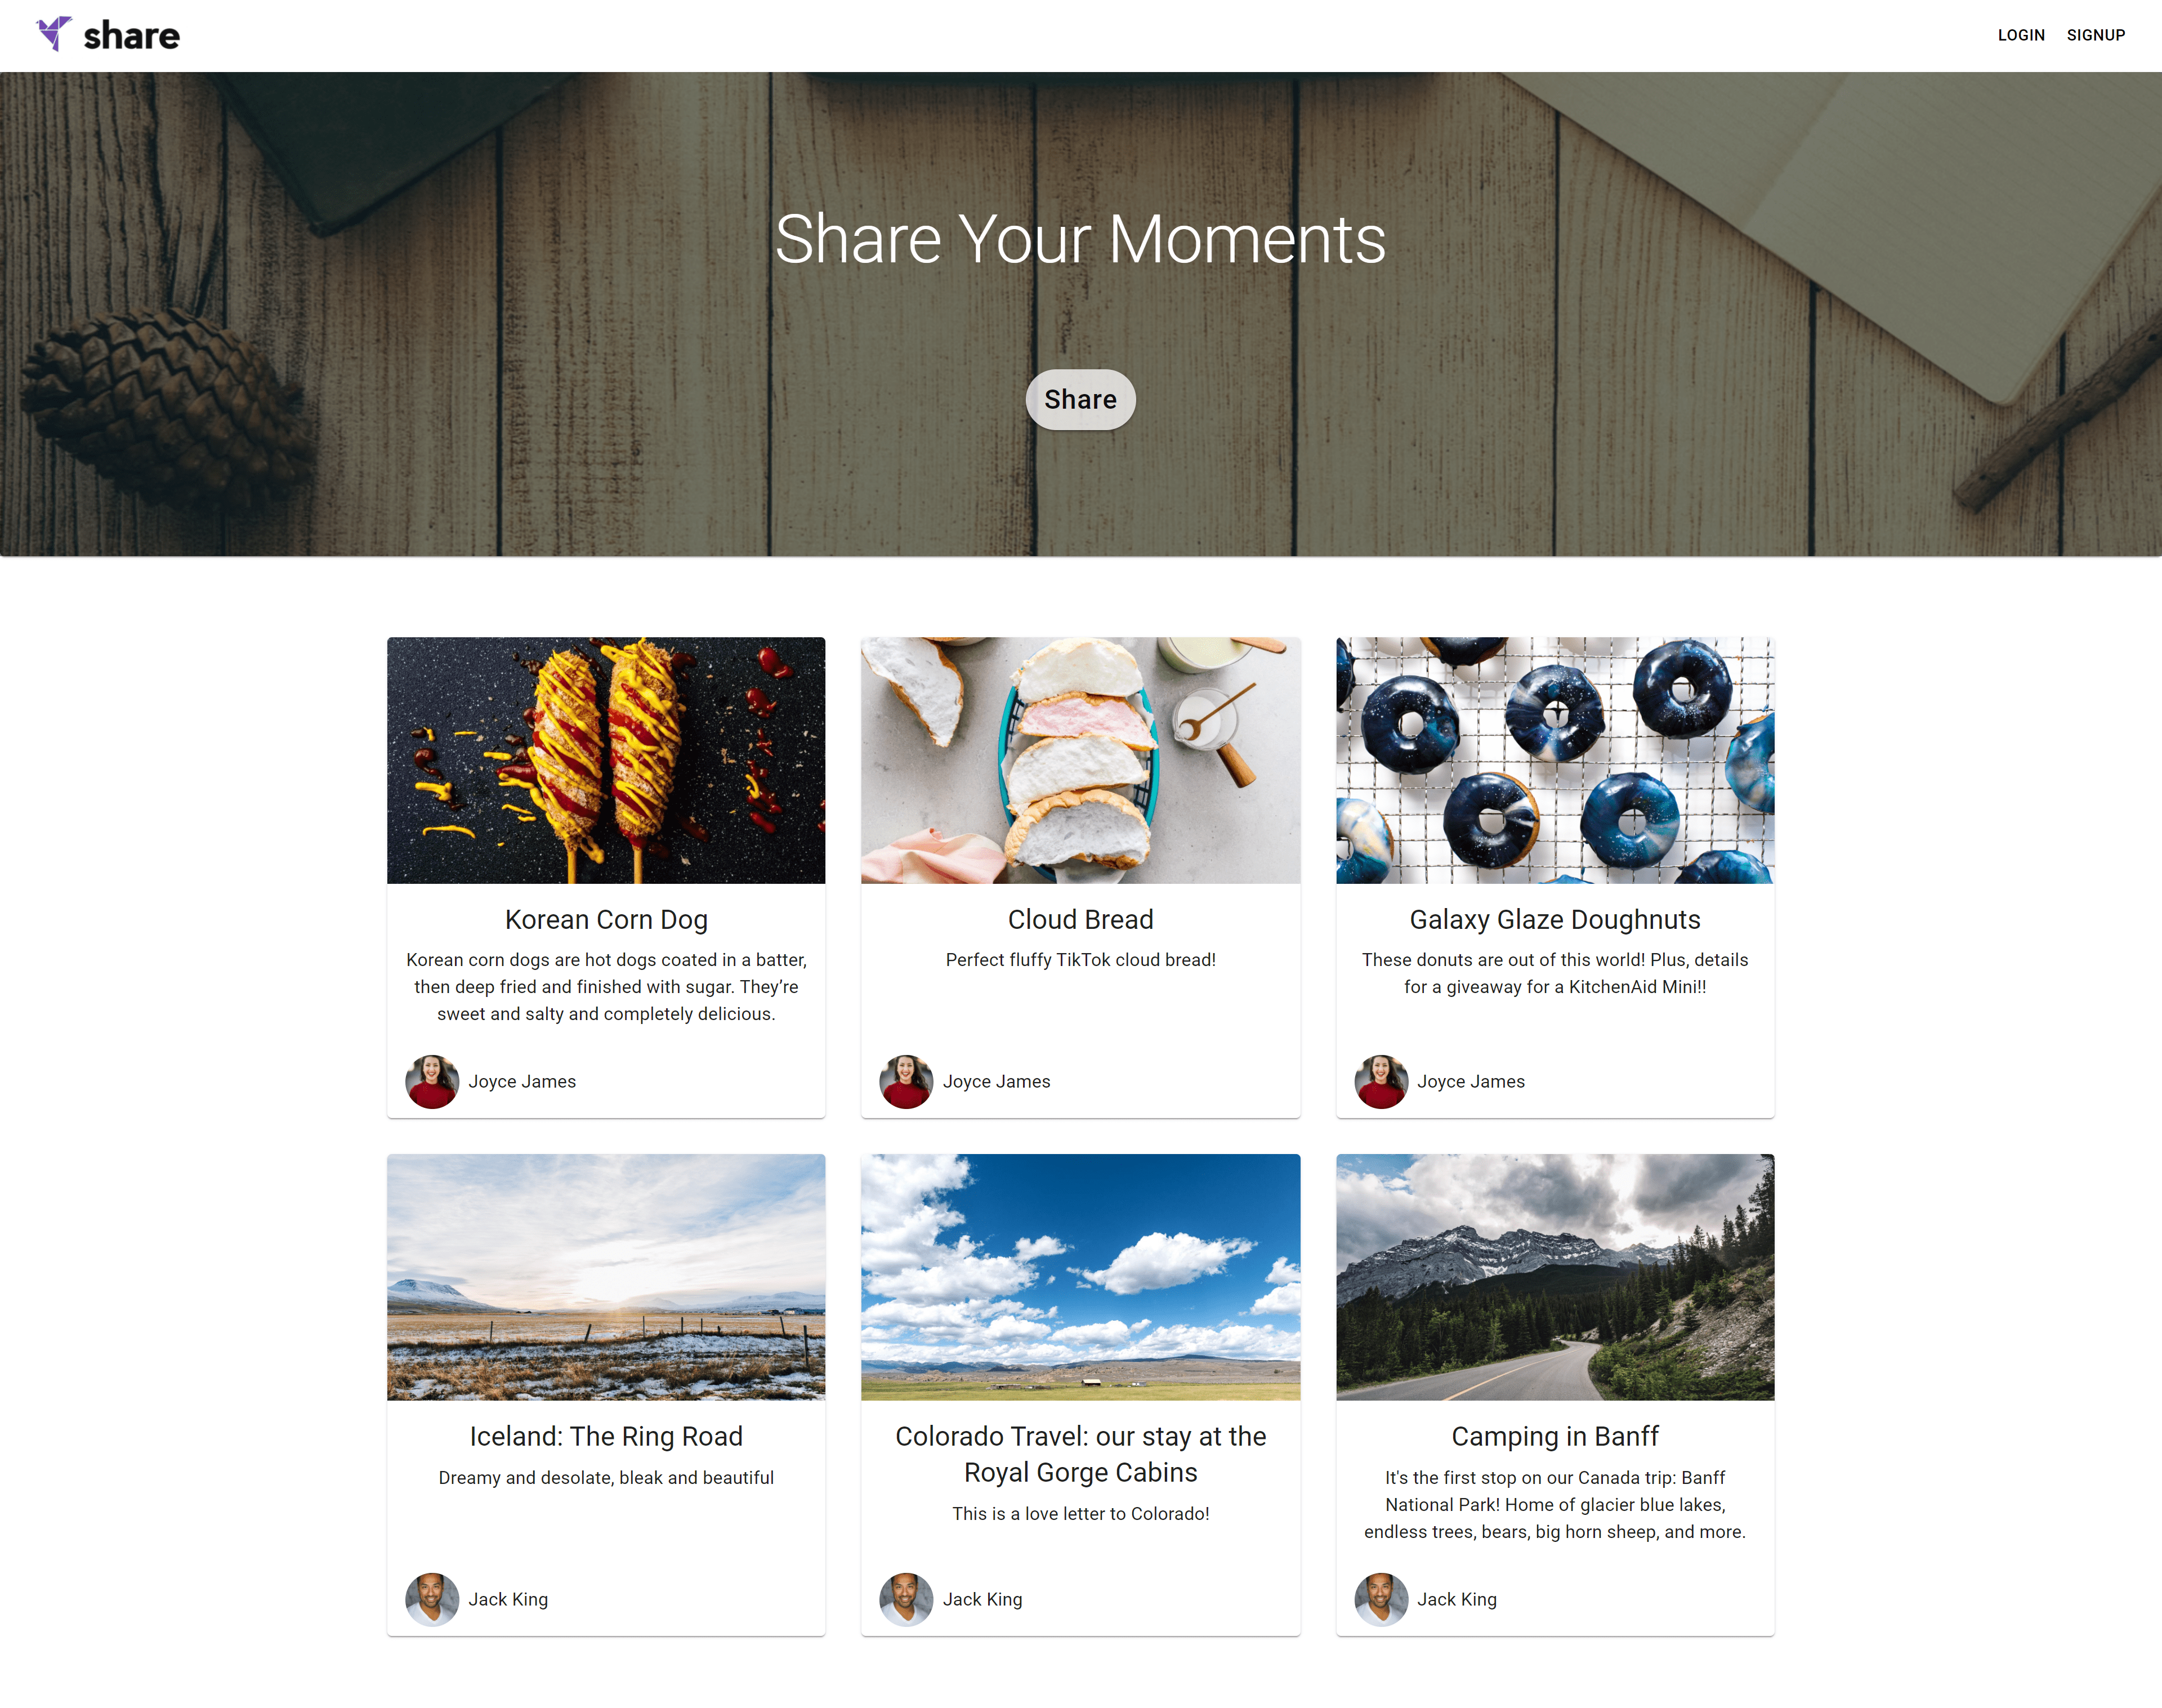 share
LOGIN SIGNUP
Share Your Moments
Share
Korean Corn Dog
Korean corn dogs are hot dogs coated in a batter,
then deep fried and finished with sugar. They’re
sweet and salty and completely delicious.
Joyce James
Cloud Bread
Perfect fluffy TikTok cloud bread!
Joyce James
Galaxy Glaze Doughnuts
These donuts are out of this world! Plus, details
for a giveaway for a KitchenAid Mini!!
Joyce James
Iceland: The Ring Road
Dreamy and desolate, bleak and beautiful
Jack King
Colorado Travel: our stay at the
Royal Gorge Cabins
This is a love letter to Colorado!
Jack King
Camping in Banff
It's the first stop on our Canada trip: Banff
National Park! Home of glacier blue lakes,
endless trees, bears, big horn sheep, and more.
Jack King